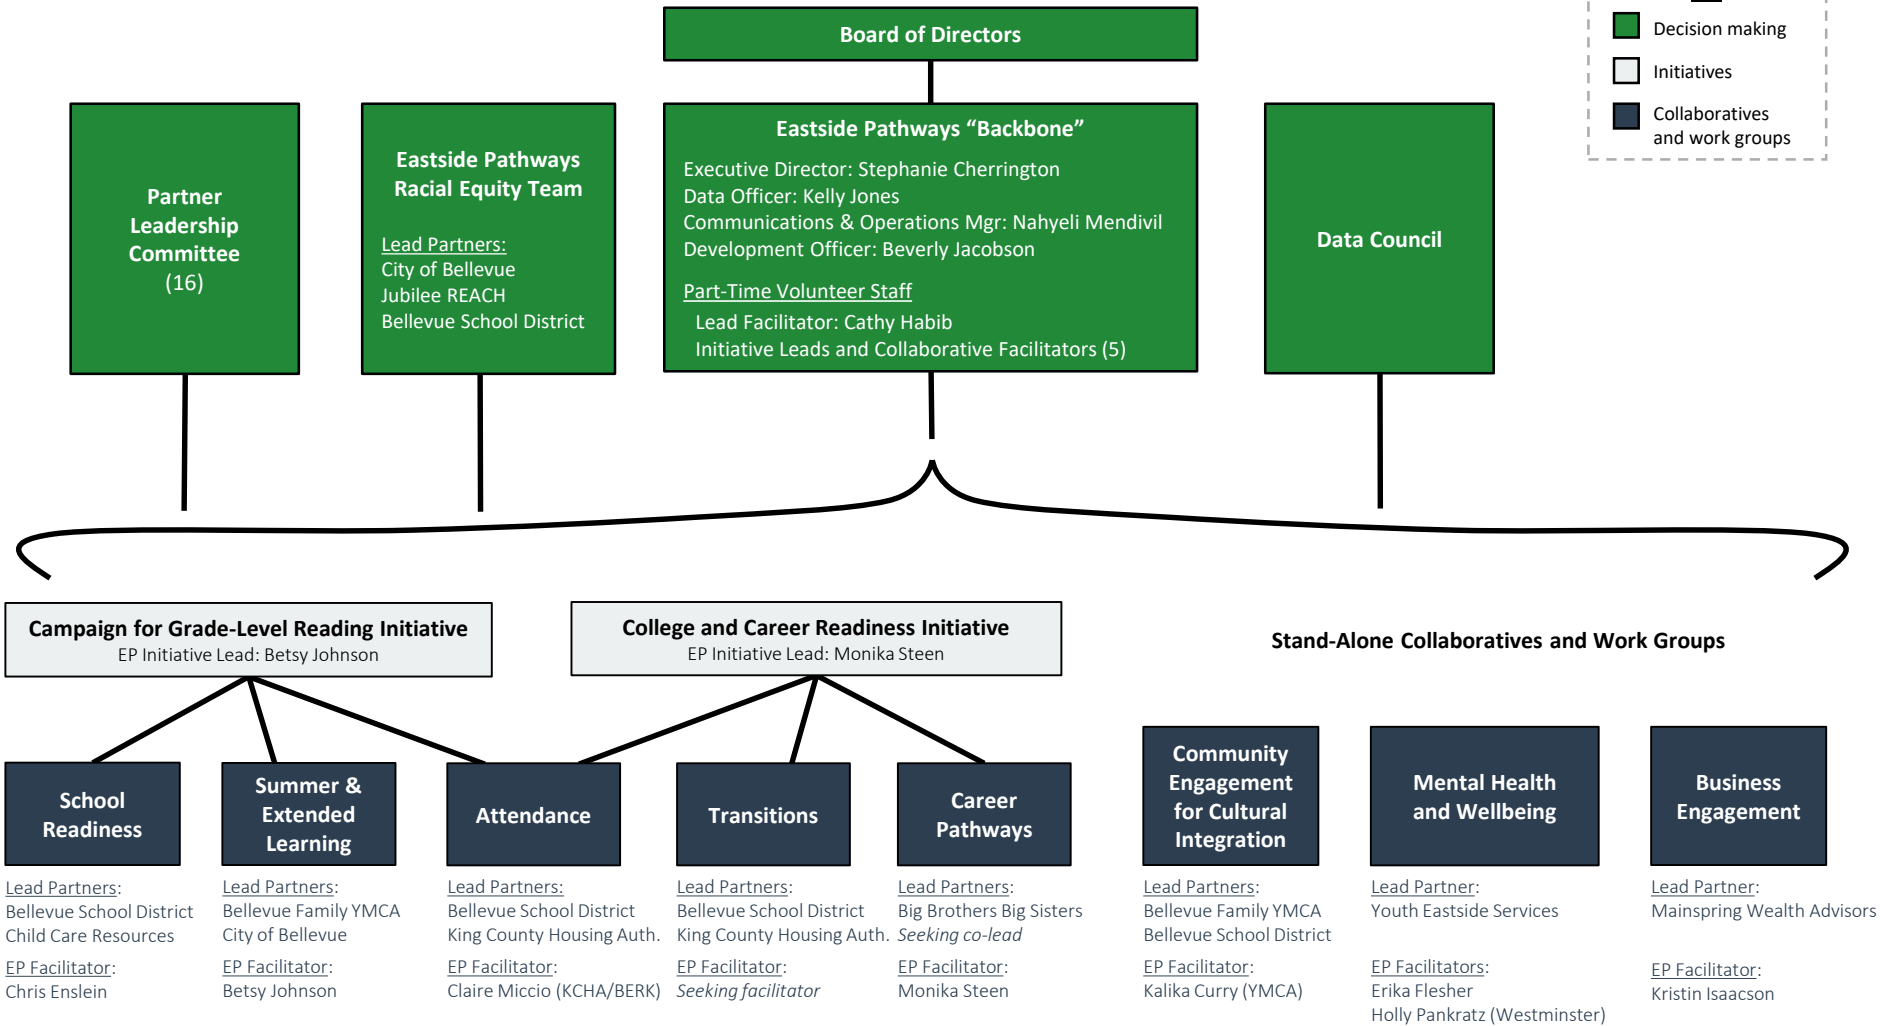 Board of Directors
Decision making
Initiatives
Collaboratives
and work groups
Partner
Leadership
Committee
(16)
Eastside Pathways
Racial Equity Team
Lead Partners:
City of Bellevue
Jubilee REACH
Bellevue School District
Eastside Pathways “Backbone”
Executive Director: Stephanie Cherrington
Data Officer: Kelly Jones
Communications & Operations Mgr: Nahyeli Mendivil
Development Officer: Beverly Jacobson
Part-Time Volunteer Staff
Lead Facilitator: Cathy Habib
Initiative Leads and Collaborative Facilitators (5)
Data Council
Campaign for Grade-Level Reading Initiative
EP Initiative Lead: Betsy Johnson
College and Career Readiness Initiative
EP Initiative Lead: Monika Steen
Stand-Alone Collaboratives and Work Groups
School
Readiness
Lead Partners:
Bellevue School District
Child Care Resources
EP Facilitator:
Chris Enslein
Summer &
Extended
Learning
Lead Partners:
Bellevue Family YMCA
City of Bellevue
EP Facilitator:
Betsy Johnson
Attendance
Lead Partners:
Bellevue School District
King County Housing Auth.
EP Facilitator:
Claire Miccio (KCHA/BERK)
Transitions
Lead Partners:
Bellevue School District
King County Housing Auth.
EP Facilitator:
Seeking facilitator
Career
Pathways
Lead Partners:
Big Brothers Big Sisters
Seeking co-lead
EP Facilitator:
Monika Steen
Community
Engagement
for Cultural
Integration
Lead Partners:
Bellevue Family YMCA
Bellevue School District
EP Facilitator:
Kalika Curry (YMCA)
Mental Health
and Wellbeing
Lead Partner:
Youth Eastside Services
EP Facilitators:
Erika Flesher
Holly Pankratz (Westminster)
Business
Engagement
Lead Partner:
Mainspring Wealth Advisors
EP Facilitator:
Kristin Isaacson